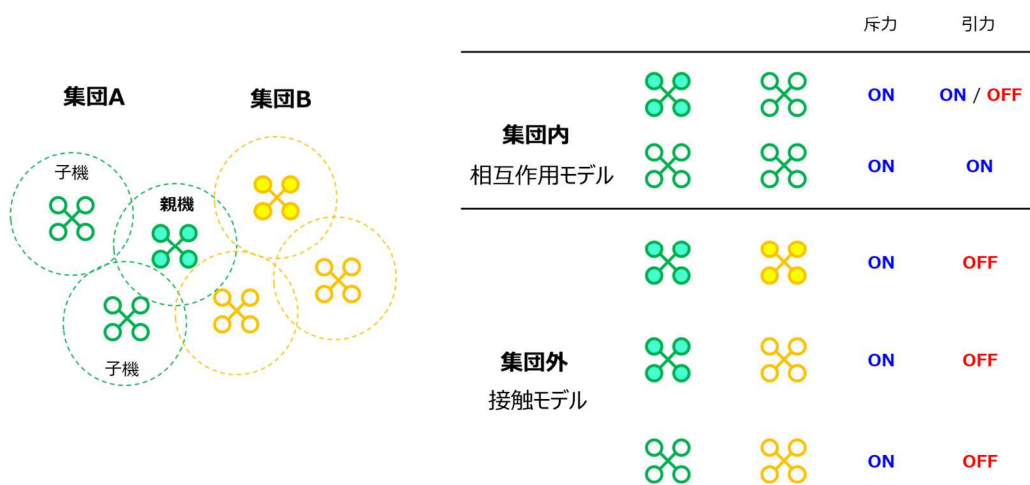 集団A
集団B
子機
親機
子機
斥力 引力
集団内
相互作用モデル
ON ON / OFF
ON ON
集団外
接触モデル
ON OFF
ON OFF
ON OFF